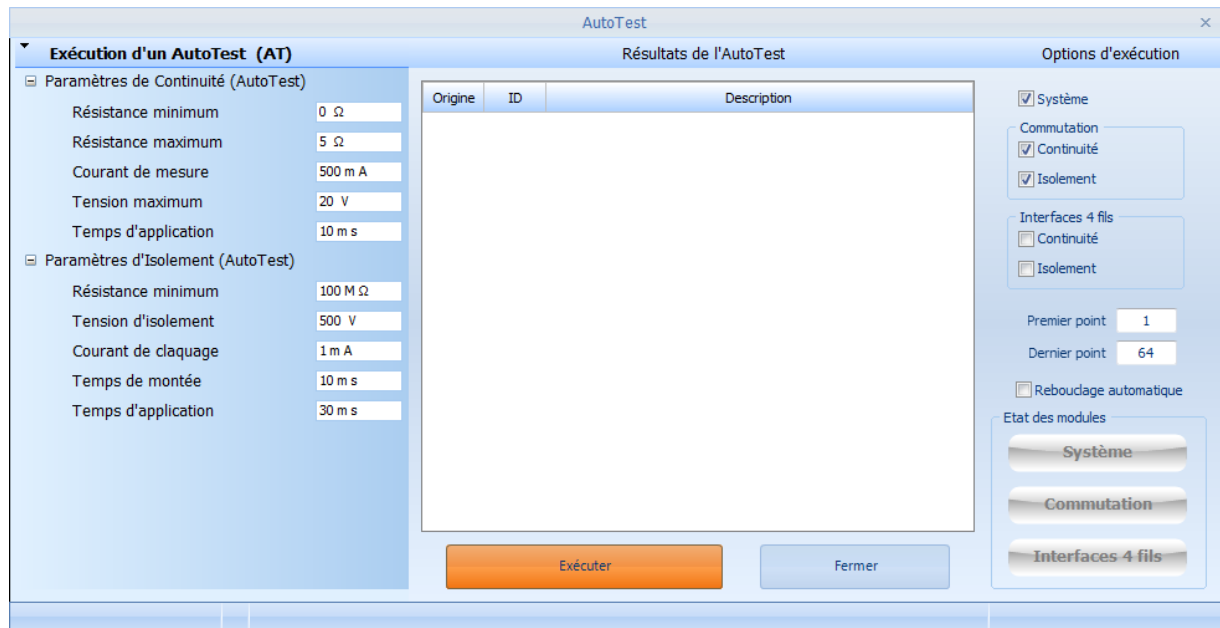 AutoTest
Exécution d'un AutoTest (AT)
Résultats de l'AutoTest
Options d'exécution
Paramètres de Continuité (AutoTest)
Résistance minimum 0 Ω
Résistance maximum 5 Ω
Courant de mesure 500 m A
Tension maximum 20 V
Temps d'application 10 m s
Paramètres d'Isolement (AutoTest)
Résistance minimum 100 M Ω
Tension d'isolement 500 V
Courant de claquage 1 m A
Temps de montée 10 m s
Temps d'application 30 m s
Origine ID Description
Exécuter Fermer
Système
Commutation
Continuité
Isolement
Interfaces 4 fils
Continuité
Isolement
Premier point 1
Dernier point 64
Rebouclage automatique
Etat des modules
Système
Commutation
Interfaces 4 fils